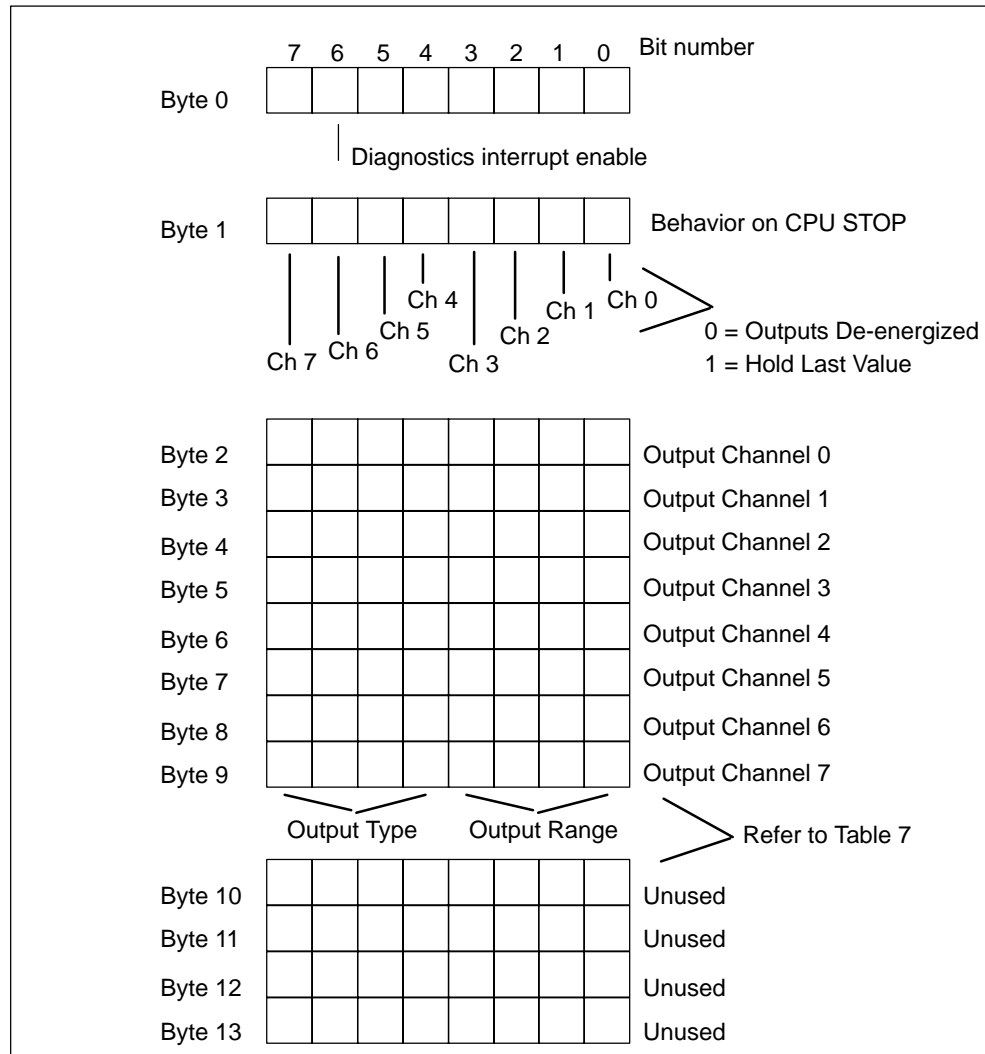 7 6 5 4 3 2 1 0 Bit number
Byte 0
Diagnostics interrupt enable
Byte 1 Behavior on CPU STOP
Ch 7 Ch 6 Ch 5 Ch 4 Ch 3 Ch 2 Ch 1 Ch 0
0 = Outputs De-energized
1 = Hold Last Value
Byte 2 Output Channel 0
Byte 3 Output Channel 1
Byte 4 Output Channel 2
Byte 5 Output Channel 3
Byte 6 Output Channel 4
Byte 7 Output Channel 5
Byte 8 Output Channel 6
Byte 9 Output Channel 7
Output Type Output Range Refer to Table 7
Byte 10 Unused
Byte 11 Unused
Byte 12 Unused
Byte 13 Unused